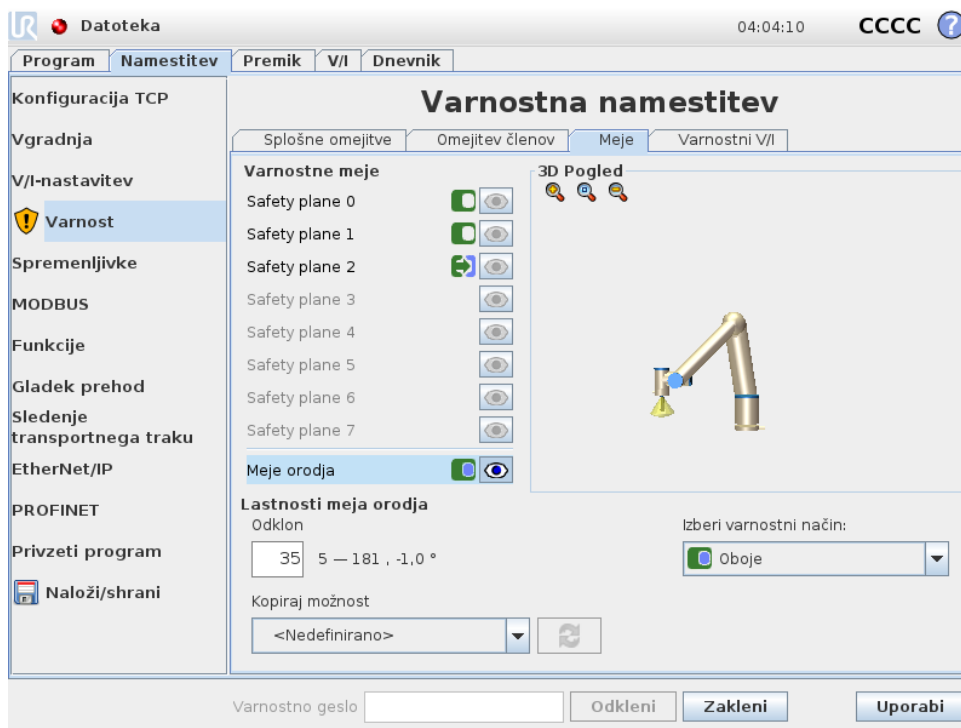 UR Datoteka 04:04:10 CCCC ?
Program Namestitev Premik V/I Dnevnik
Konfiguracija TCP
Vgradnja
V/I-nastavitev
Varnost
Spremenljivke
MODBUS
Funkcije
Gladek prehod
Sledenje
transportnega traku
EtherNet/IP
PROFINET
Privzeti program
Naloži/shrani
Varnostna namestitev
Splošne omejitve Omejitev členov Meje Varnostni V/I
Varnostne meje
Safety plane 0
Safety plane 1
Safety plane 2
Safety plane 3
Safety plane 4
Safety plane 5
Safety plane 6
Safety plane 7
Meje orodja
3D Pogled
Lastnosti meja orodja
Odklon
35 5 — 181 , -1,0 °
Izberi varnostni način:
Oboje
Kopiraj možnost
<Nedefinirano>
Varnostno geslo Odkleni Zakleni Uporabi